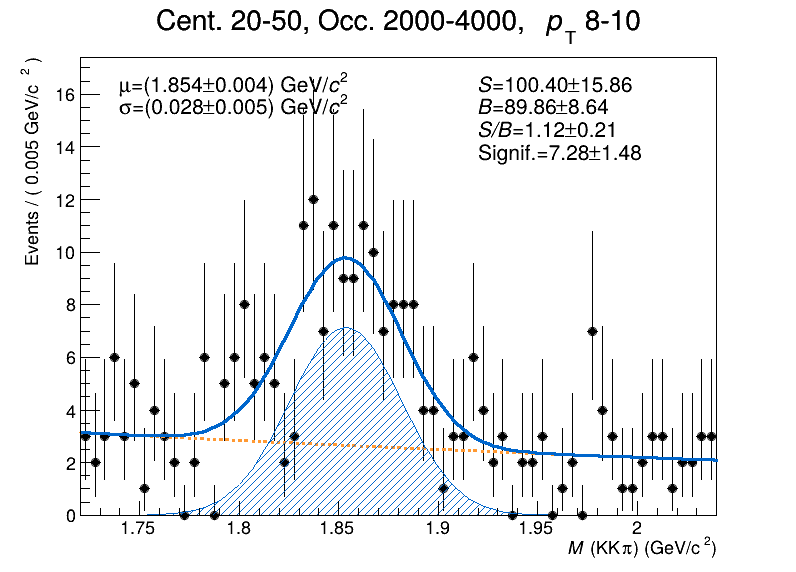 Cent. 20-50, Occ. 2000-4000, p_T 8-10
Events / ( 0.005 GeV/c² )
μ=(1.854±0.004) GeV/c²
σ=(0.028±0.005) GeV/c²
S=100.40±15.86
B=89.86±8.64
S/B=1.12±0.21
Signif.=7.28±1.48
16
14
12
10
8
6
4
2
0
1.75 1.8 1.85 1.9 1.95 2
M (KKπ) (GeV/c²)